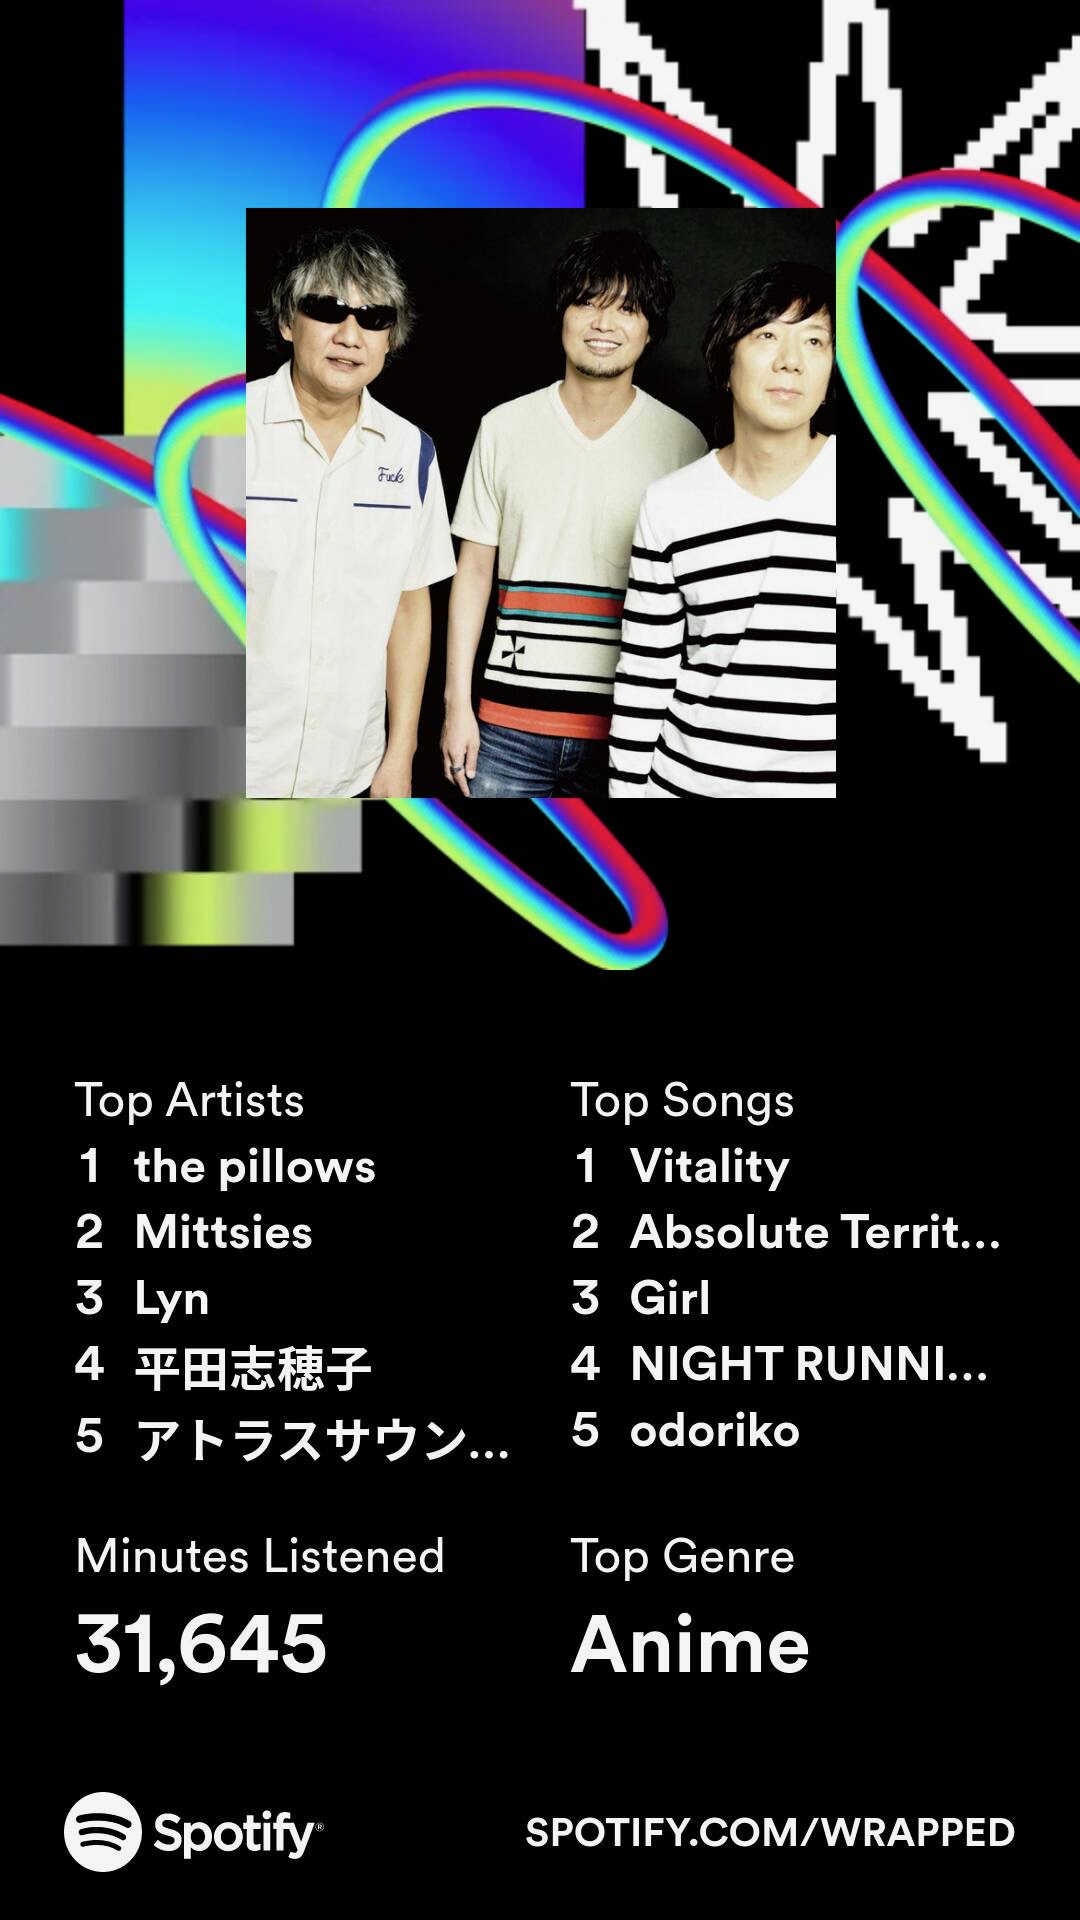 Fuck
Top Artists
1 the pillows
2 Mittsies
3 Lyn
4 平田志穂子
5 アトラスサウン...
Top Songs
1 Vitality
2 Absolute Territ...
3 Girl
4 NIGHT RUNNI...
5 odoriko
Minutes Listened
31,645
Top Genre
Anime
Spotify®
SPOTIFY.COM/WRAPPED